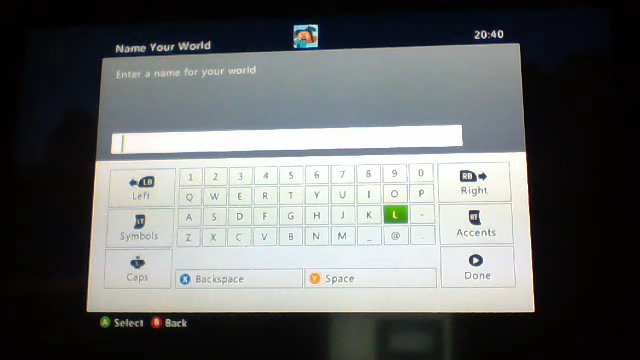 Name Your World
20:40
Enter a name for your world
LB
Left
1 2 3 4 5 6 7 8 9 0
RB
Right
Q W E R T Y U I O P
LT
Symbols
A S D F G H J K L -
RT
Accents
Z X C V B N M _ @ .
L
Caps
X Backspace
Y Space
Done
A Select B Back